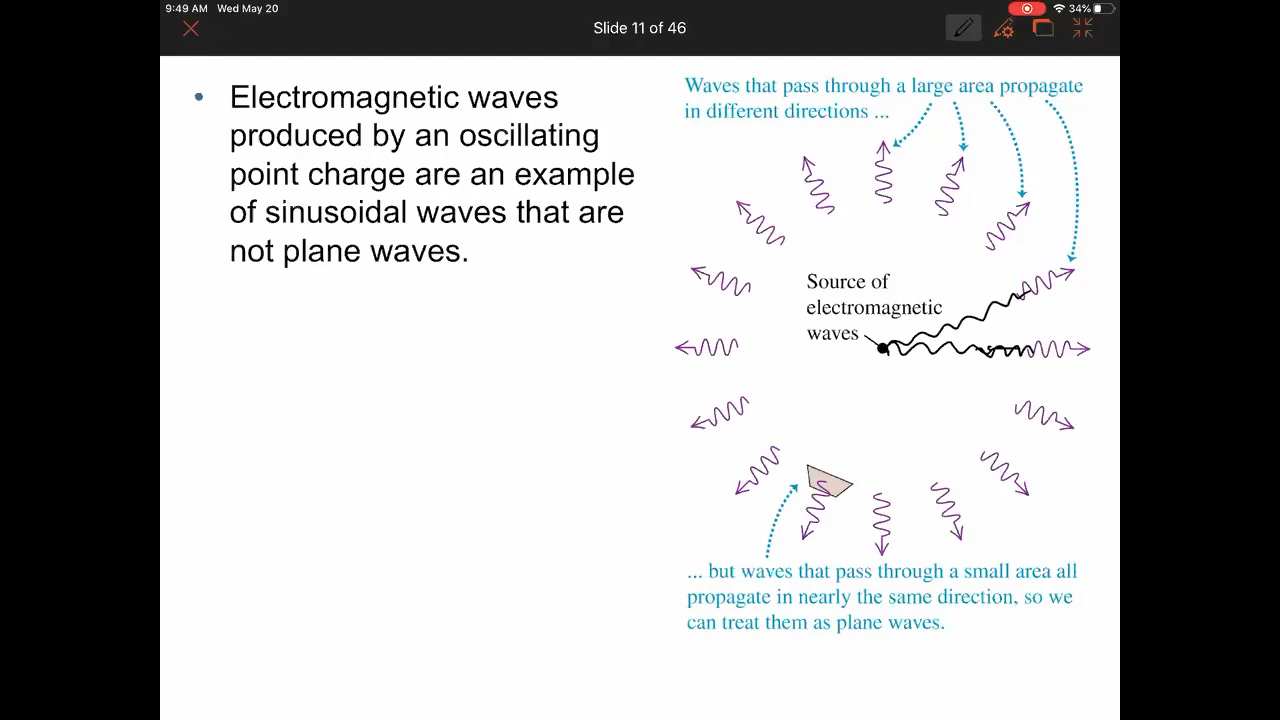 9:49 AM Wed May 20
34%
Slide 11 of 46
• Electromagnetic waves
produced by an oscillating
point charge are an example
of sinusoidal waves that are
not plane waves.
Waves that pass through a large area propagate
in different directions ...
Source of
electromagnetic
waves
... but waves that pass through a small area all
propagate in nearly the same direction, so we
can treat them as plane waves.